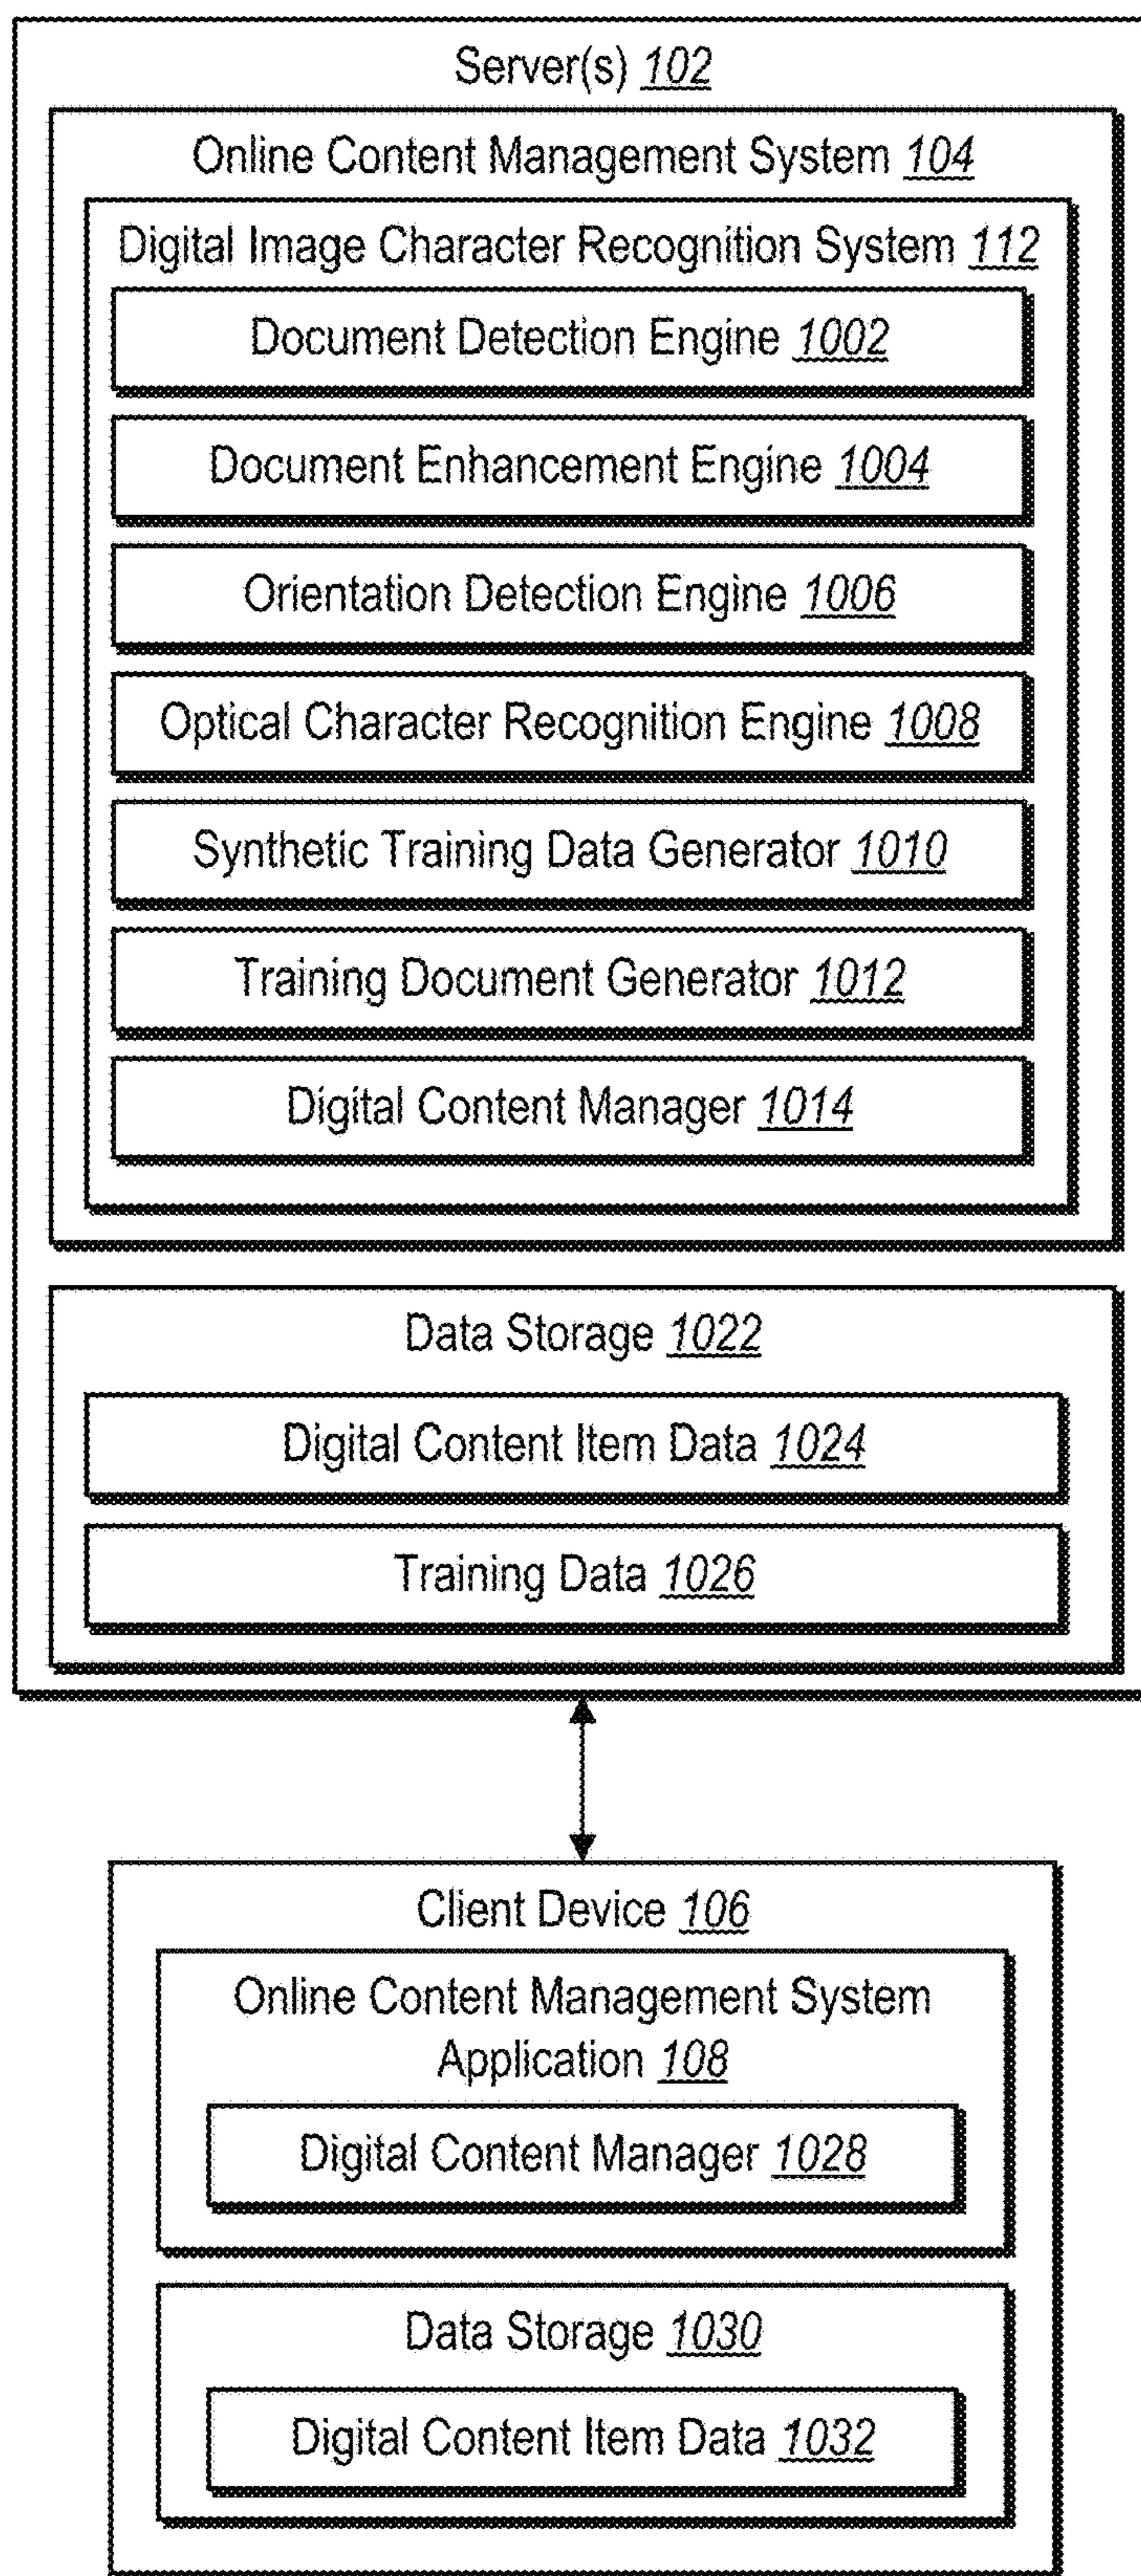 Server(s) 102
Online Content Management System 104
Digital Image Character Recognition System 112
Document Detection Engine 1002
Document Enhancement Engine 1004
Orientation Detection Engine 1006
Optical Character Recognition Engine 1008
Synthetic Training Data Generator 1010
Training Document Generator 1012
Digital Content Manager 1014
Data Storage 1022
Digital Content Item Data 1024
Training Data 1026
Client Device 106
Online Content Management System
Application 108
Digital Content Manager 1028
Data Storage 1030
Digital Content Item Data 1032